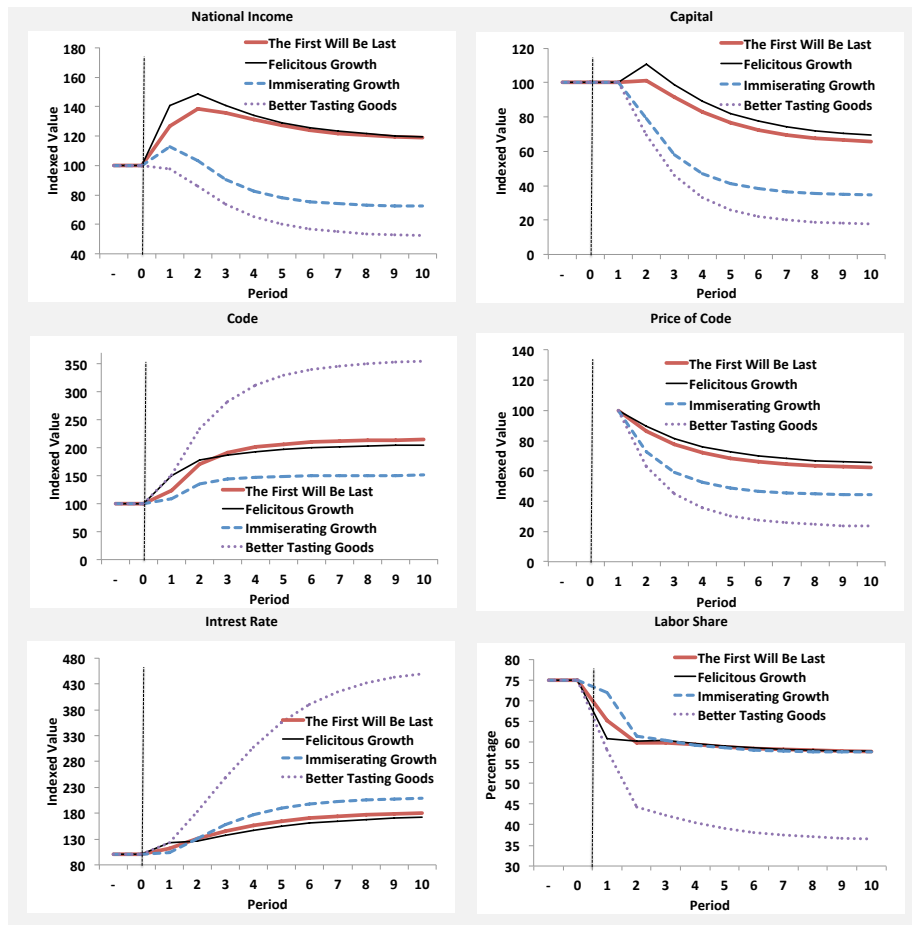 National Income
180
160
140
120
100
80
60
40
Indexed Value
The First Will Be Last
Felicitous Growth
Immiserating Growth
Better Tasting Goods
- 0 1 2 3 4 5 6 7 8 9 10
Period
Capital
120
100
80
60
40
20
0
Indexed Value
The First Will Be Last
Felicitous Growth
Immiserating Growth
Better Tasting Goods
- 0 1 2 3 4 5 6 7 8 9 10
Period
Code
350
300
250
200
150
100
50
0
Indexed Value
The First Will Be Last
Felicitous Growth
Immiserating Growth
Better Tasting Goods
- 0 1 2 3 4 5 6 7 8 9 10
Period
Price of Code
140
120
100
80
60
40
20
0
Indexed Value
The First Will Be Last
Felicitous Growth
Immiserating Growth
Better Tasting Goods
- 0 1 2 3 4 5 6 7 8 9 10
Period
Intrest Rate
480
430
380
330
280
230
180
130
80
Indexed Value
The First Will Be Last
Felicitous Growth
Immiserating Growth
Better Tasting Goods
- 0 1 2 3 4 5 6 7 8 9 10
Period
Labor Share
80
75
70
65
60
55
50
45
40
35
30
Percentage
The First Will Be Last
Felicitous Growth
Immiserating Growth
Better Tasting Goods
- 0 1 2 3 4 5 6 7 8 9 10
Period